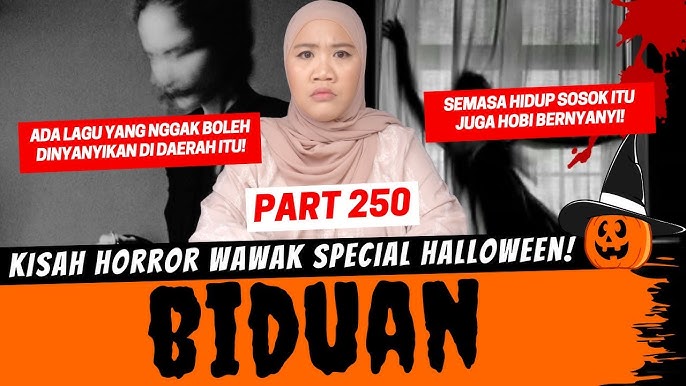 ADA LAGU YANG NGGAK BOLEH
DINYANYIKAN DI DAERAH ITU!
SEMASA HIDUP SOSOK ITU
JUGA HOBI BERNYANYI!
PART 250
KISAH HORROR WAWAK SPECIAL HALLOWEEN!
BIDUAN